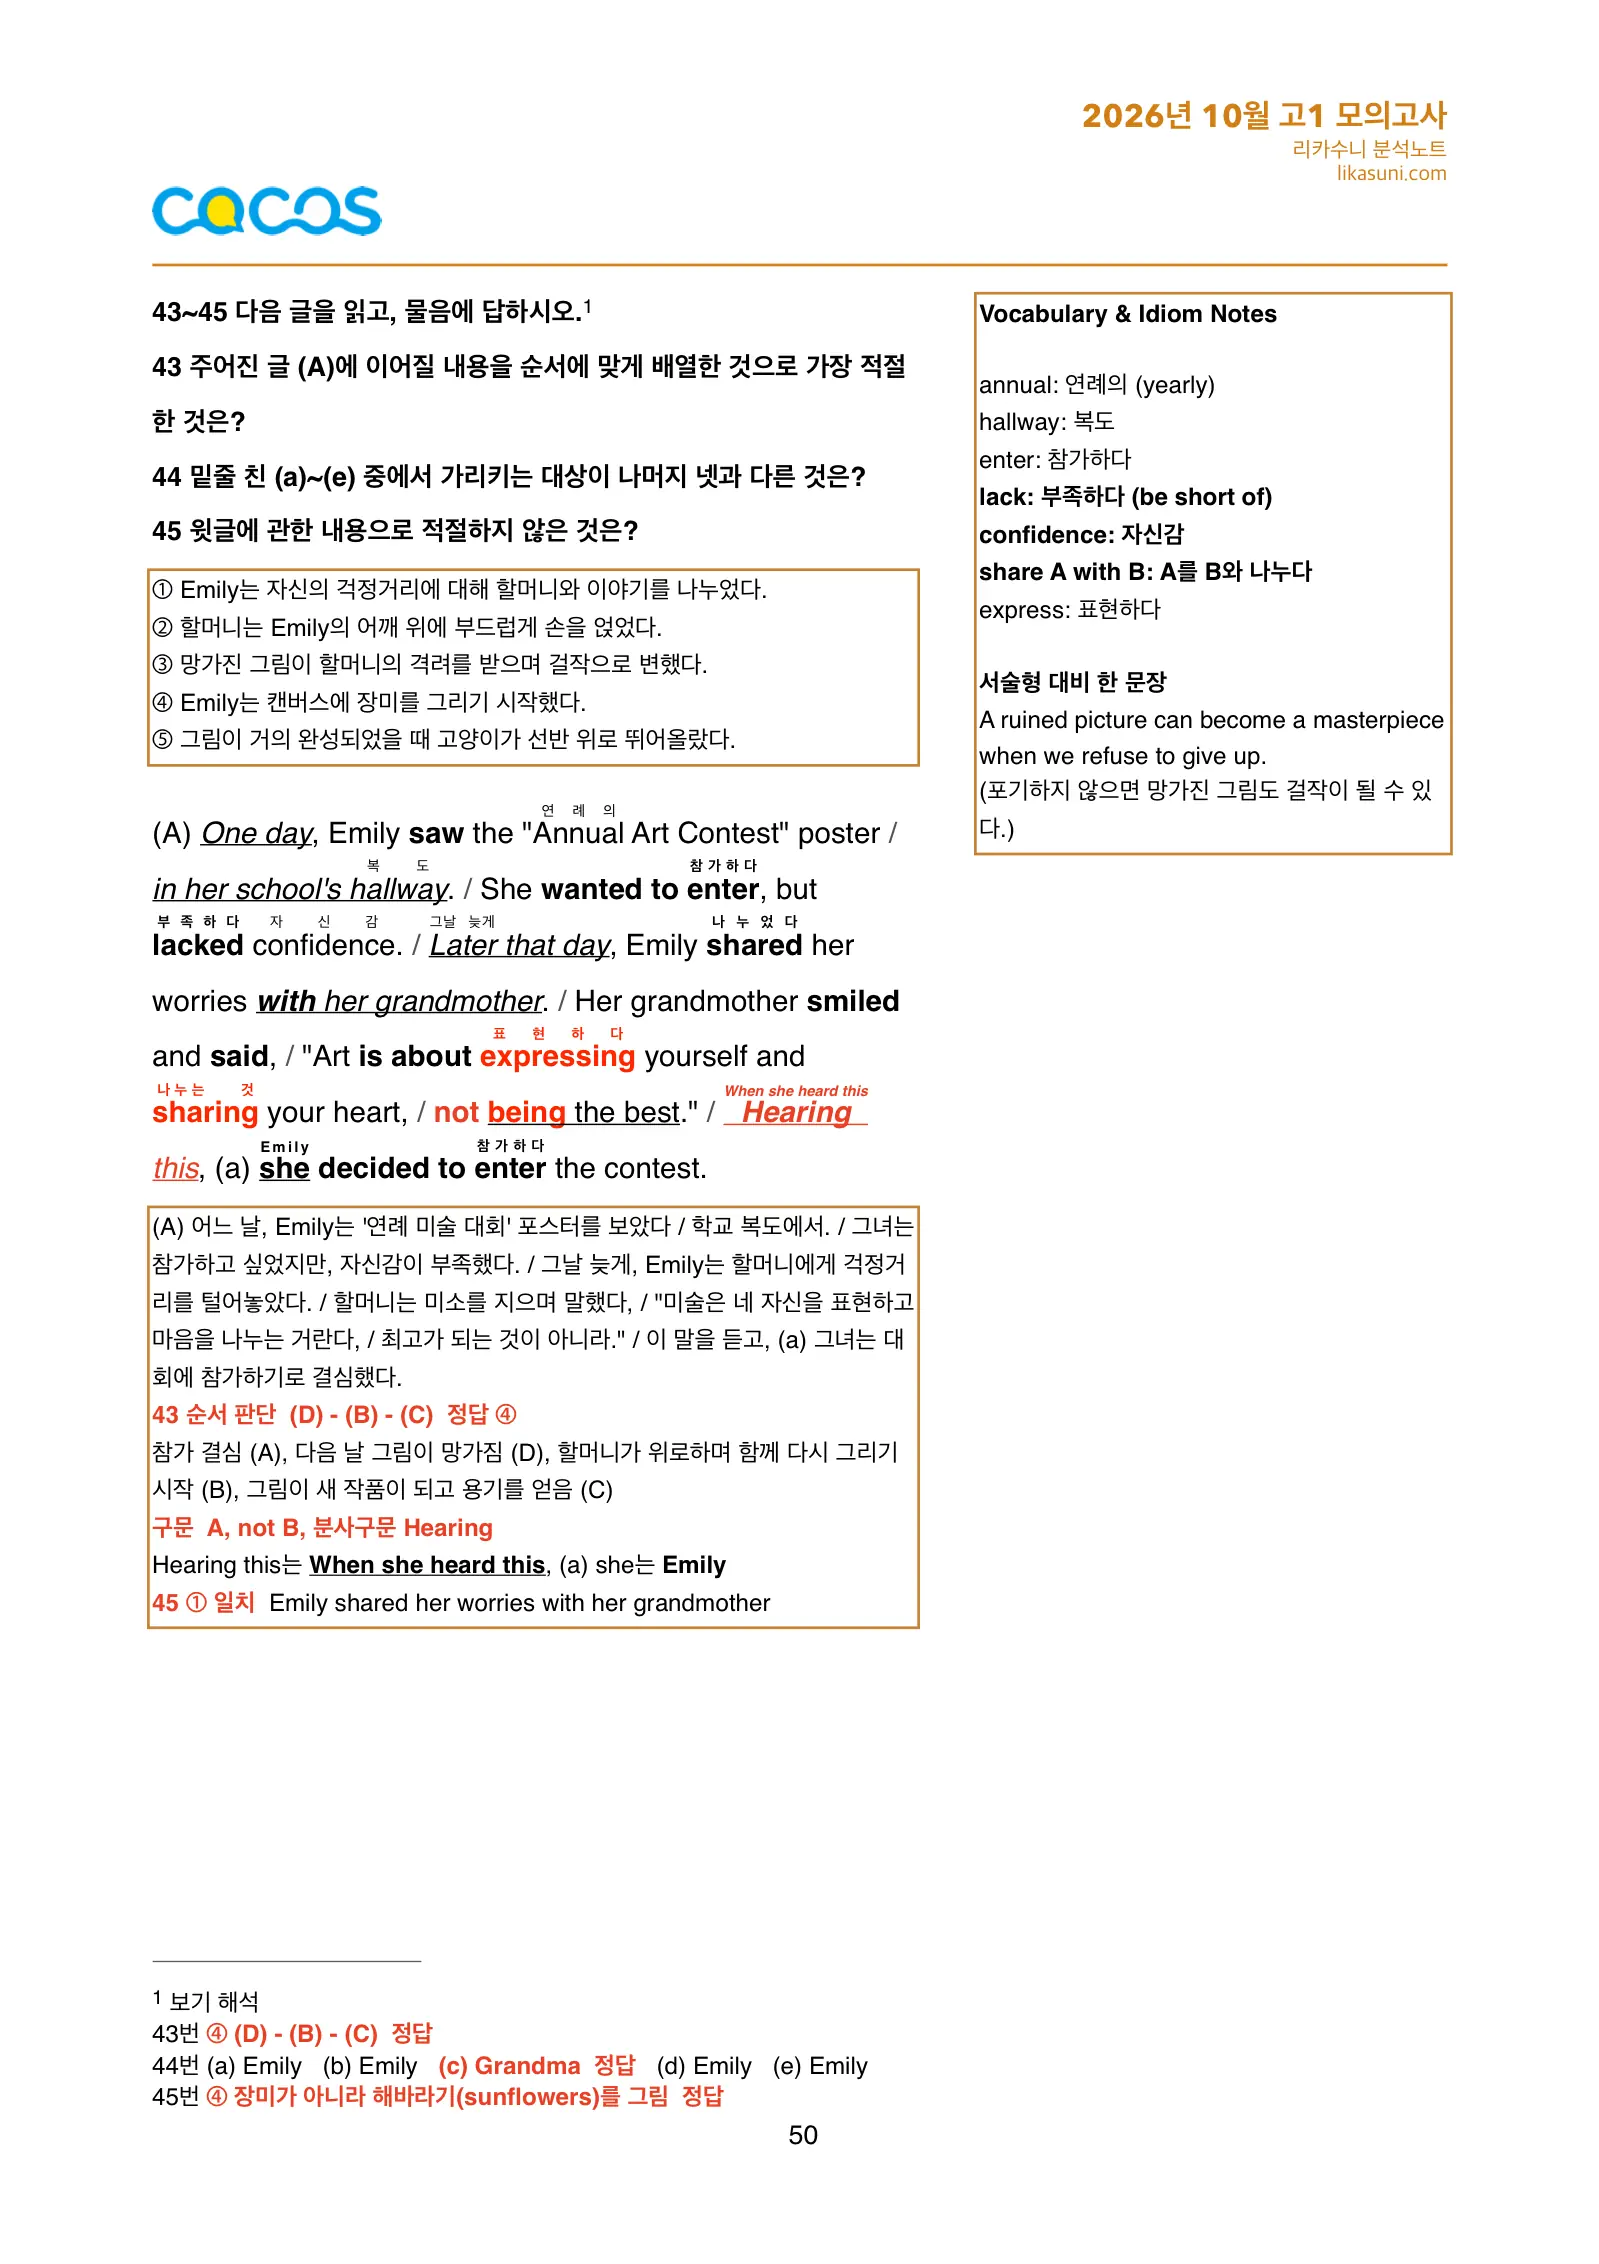 2026년 10월 고1 모의고사
리카수니 분석노트
likasuni.com
cacos
43~45 다음 글을 읽고, 물음에 답하시오.1
43 주어진 글 (A)에 이어질 내용을 순서에 맞게 배열한 것으로 가장 적절
한 것은?
44 밑줄 친 (a)~(e) 중에서 가리키는 대상이 나머지 넷과 다른 것은?
45 윗글에 관한 내용으로 적절하지 않은 것은?
① Emily는 자신의 걱정거리에 대해 할머니와 이야기를 나누었다.
② 할머니는 Emily의 어깨 위에 부드럽게 손을 얹었다.
③ 망가진 그림이 할머니의 격려를 받으며 걸작으로 변했다.
④ Emily는 캔버스에 장미를 그리기 시작했다.
⑤ 그림이 거의 완성되었을 때 고양이가 선반 위로 뛰어올랐다.
연 례 의
(A) One day, Emily saw the "Annual Art Contest" poster /
복 도 참가하다
in her school's hallway. / She wanted to enter, but
부족하다 자 신 감 그날 늦게 나누었다
lacked confidence. / Later that day, Emily shared her
worries with her grandmother. / Her grandmother smiled
표 현 하 다
and said, / "Art is about expressing yourself and
나누는 것 When she heard this
sharing your heart, / not being the best." / Hearing
Emily 참가하다
this, (a) she decided to enter the contest.
(A) 어느 날, Emily는 '연례 미술 대회' 포스터를 보았다 / 학교 복도에서. / 그녀는
참가하고 싶었지만, 자신감이 부족했다. / 그날 늦게, Emily는 할머니에게 걱정거
리를 털어놓았다. / 할머니는 미소를 지으며 말했다, / "미술은 네 자신을 표현하고
마음을 나누는 거란다, / 최고가 되는 것이 아니라." / 이 말을 듣고, (a) 그녀는 대
회에 참가하기로 결심했다.
43 순서 판단 (D) - (B) - (C) 정답 ④
참가 결심 (A), 다음 날 그림이 망가짐 (D), 할머니가 위로하며 함께 다시 그리기
시작 (B), 그림이 새 작품이 되고 용기를 얻음 (C)
구문 A, not B, 분사구문 Hearing
Hearing this는 When she heard this, (a) she는 Emily
45 ① 일치 Emily shared her worries with her grandmother
Vocabulary & Idiom Notes
annual: 연례의 (yearly)
hallway: 복도
enter: 참가하다
lack: 부족하다 (be short of)
confidence: 자신감
share A with B: A를 B와 나누다
express: 표현하다
서술형 대비 한 문장
A ruined picture can become a masterpiece
when we refuse to give up.
(포기하지 않으면 망가진 그림도 걸작이 될 수 있
다.)
1 보기 해석
43번 ④ (D) - (B) - (C) 정답
44번 (a) Emily (b) Emily (c) Grandma 정답 (d) Emily (e) Emily
45번 ④ 장미가 아니라 해바라기(sunflowers)를 그림 정답
50